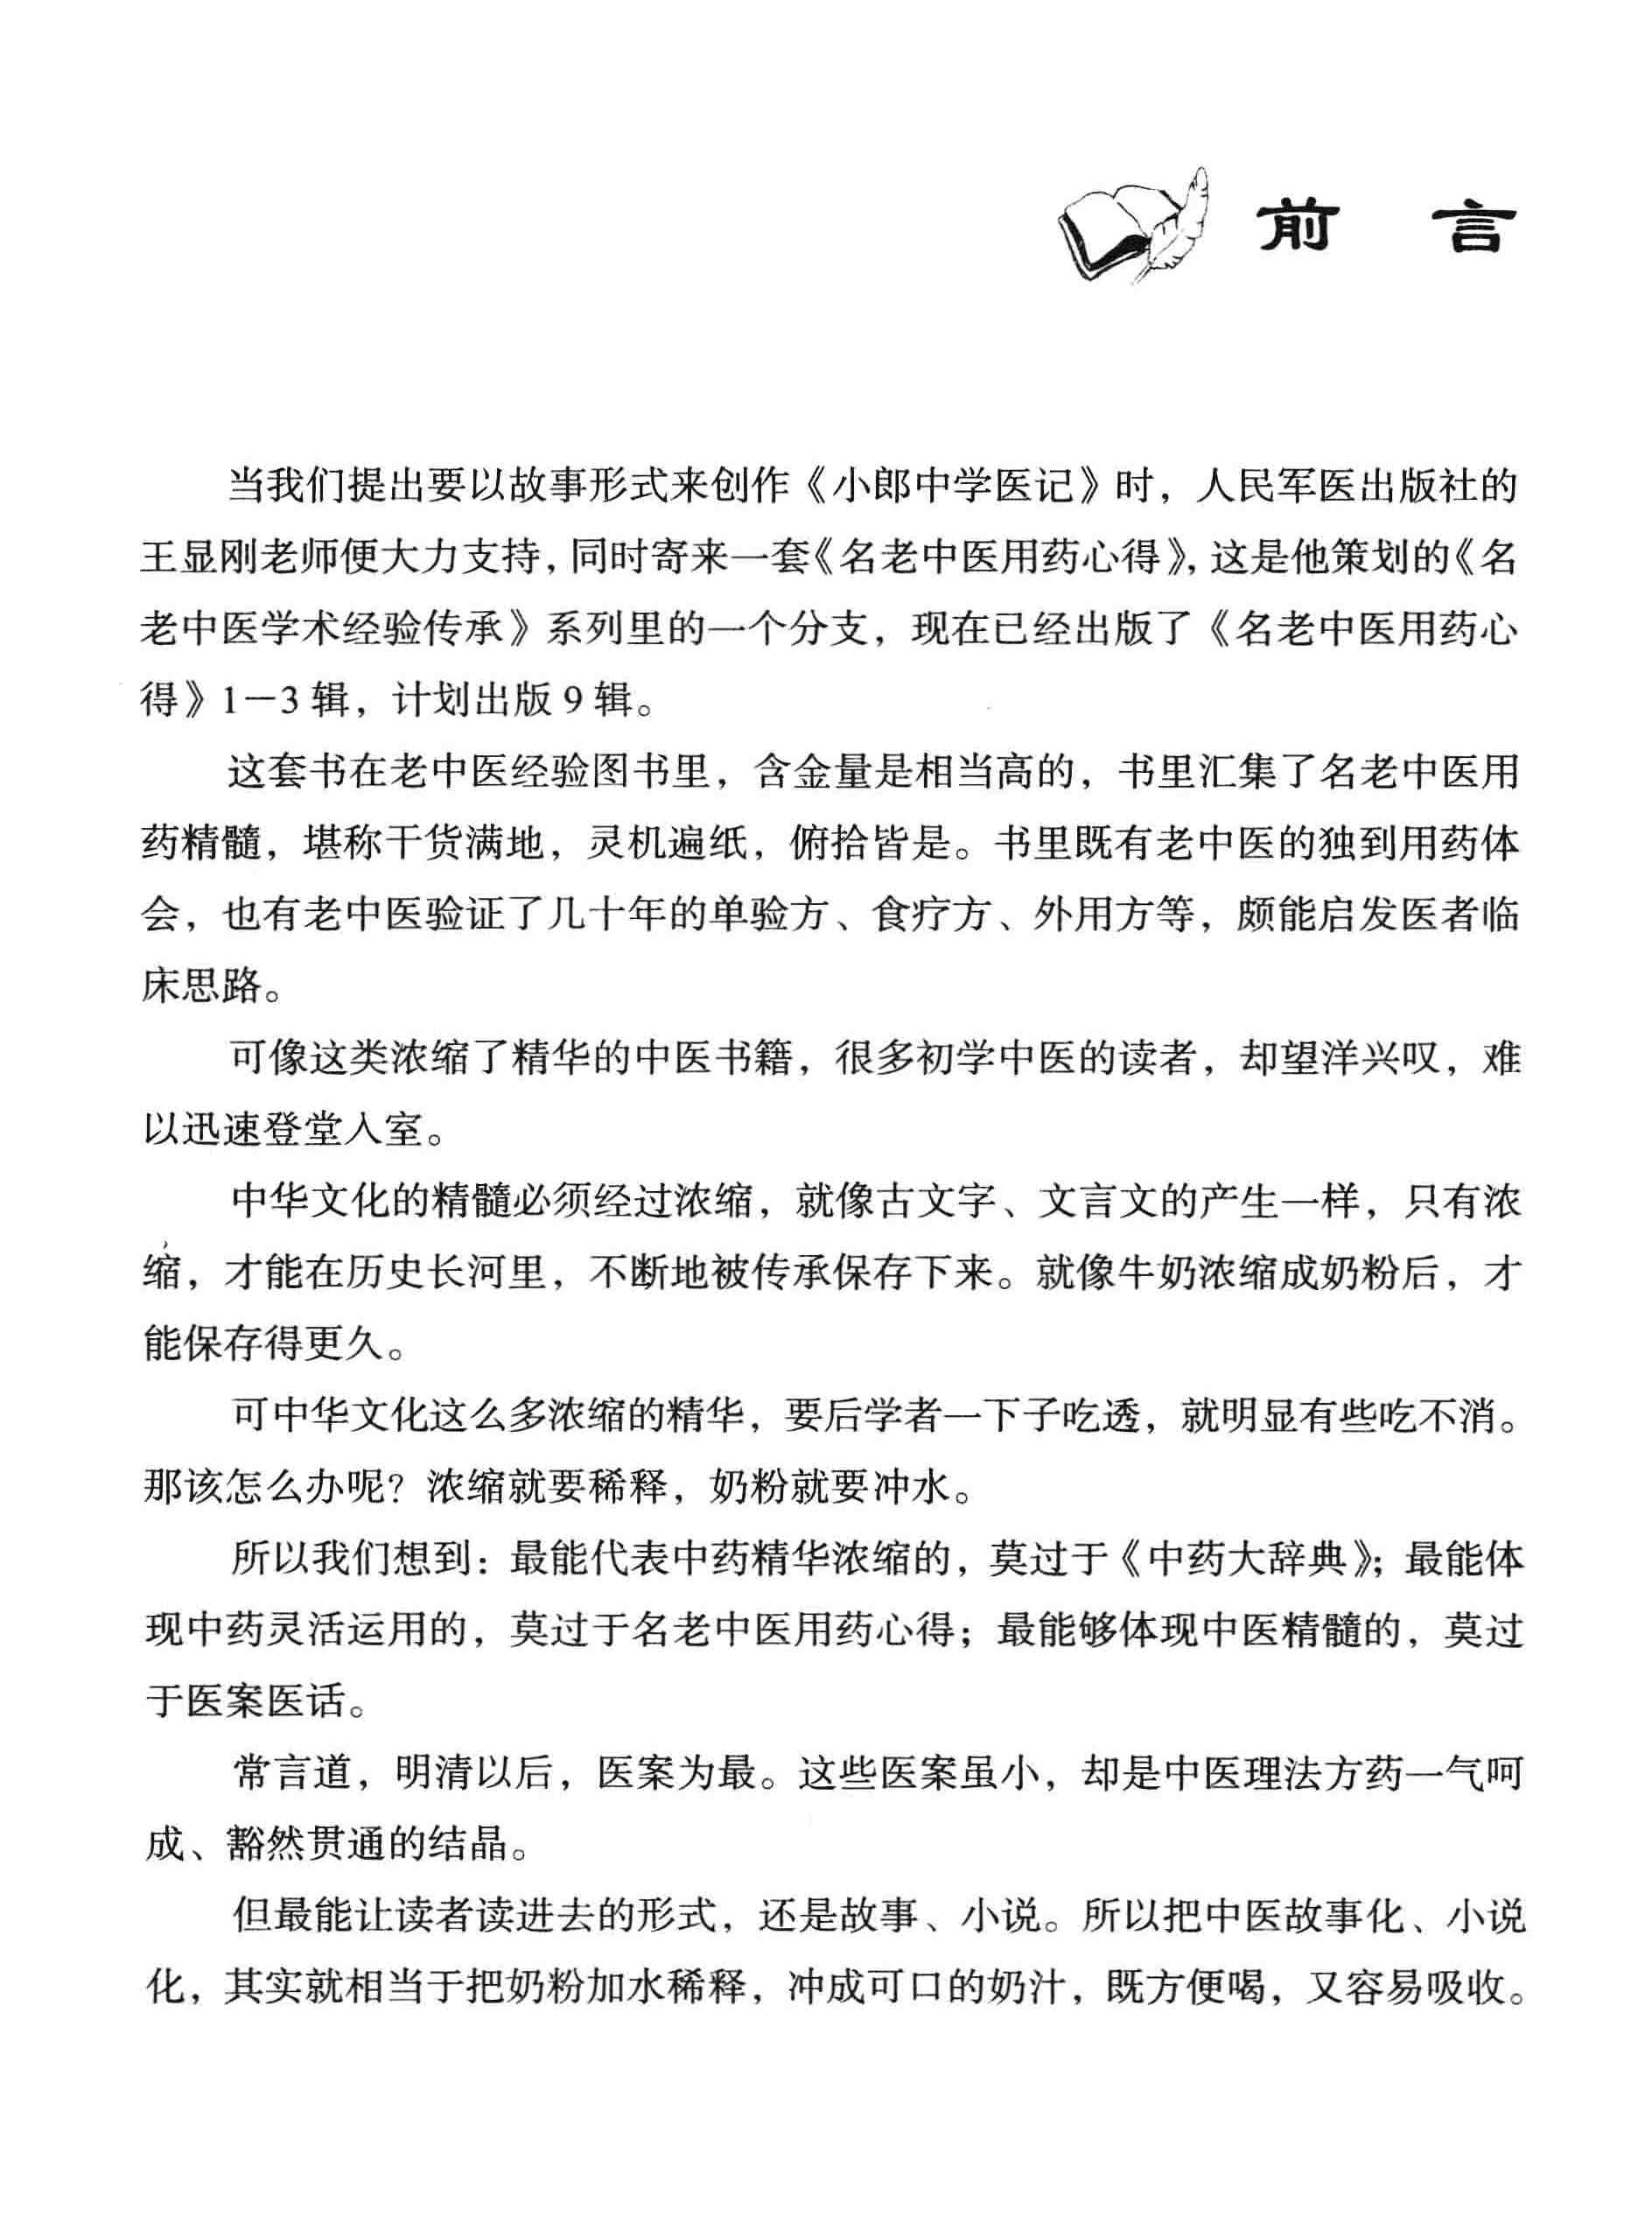 前 言
当我们提出要以故事形式来创作《小郎中学医记》时，人民军医出版社的
王显刚老师便大力支持，同时寄来一套《名老中医用药心得》，这是他策划的《名
老中医学术经验传承》系列里的一个分支，现在已经出版了《名老中医用药心
得》1－3 辑，计划出版 9 辑。
这套书在老中医经验图书里，含金量是相当高的，书里汇集了名老中医用
药精髓，堪称干货满地，灵机遍纸，俯拾皆是。书里既有老中医的独到用药体
会，也有老中医验证了几十年的单验方、食疗方、外用方等，颇能启发医者临
床思路。
可像这类浓缩了精华的中医书籍，很多初学中医的读者，却望洋兴叹，难
以迅速登堂入室。
中华文化的精髓必须经过浓缩，就像古文字、文言文的产生一样，只有浓
缩，才能在历史长河里，不断地被传承保存下来。就像牛奶浓缩成奶粉后，才
能保存得更久。
可中华文化这么多浓缩的精华，要后学者一下子吃透，就明显有些吃不消。
那该怎么办呢？浓缩就要稀释，奶粉就要冲水。
所以我们想到：最能代表中药精华浓缩的，莫过于《中药大辞典》；最能体
现中药灵活运用的，莫过于名老中医用药心得；最能够体现中医精髓的，莫过
于医案医话。
常言道，明清以后，医案为最。这些医案虽小，却是中医理法方药一气呵
成、豁然贯通的结晶。
但最能让读者读进去的形式，还是故事、小说。所以把中医故事化、小说
化，其实就相当于把奶粉加水稀释，冲成可口的奶汁，既方便喝，又容易吸收。